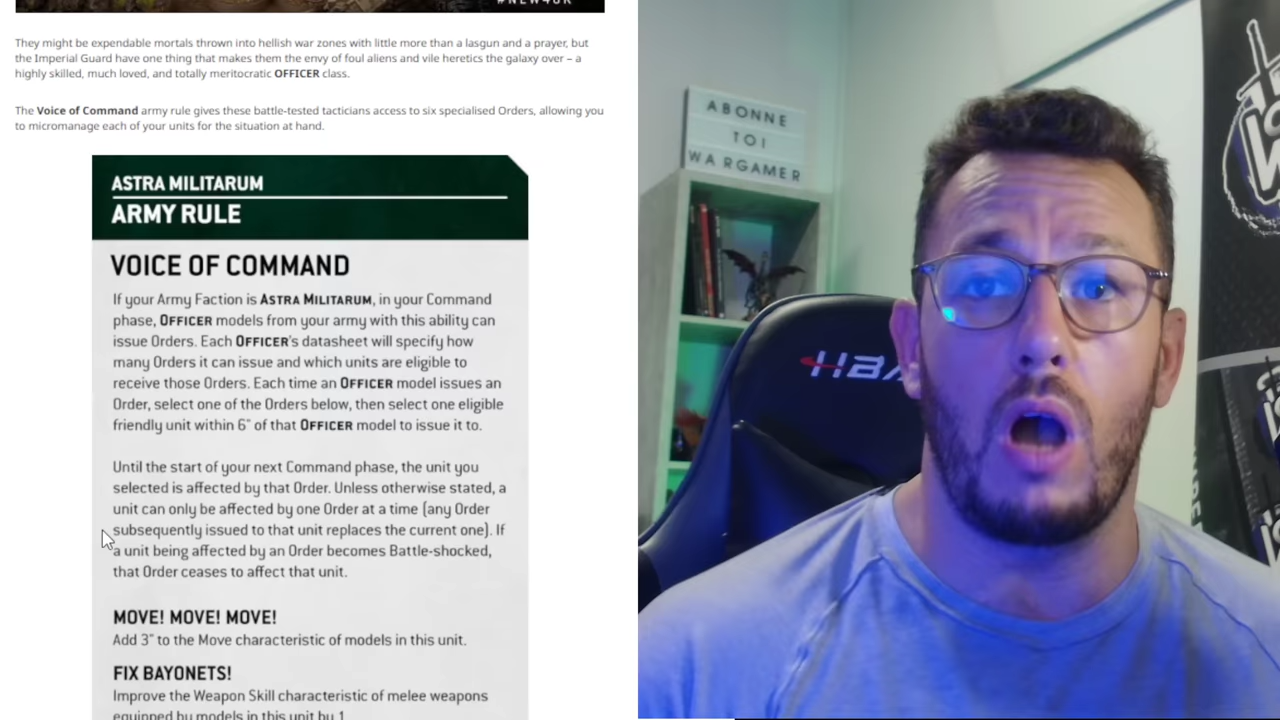 #NEW40K
They might be expendable mortals thrown into hellish war zones with little more than a lasgun and a prayer, but
the Imperial Guard have one thing that makes them the envy of foul aliens and vile heretics the galaxy over – a
highly skilled, much loved, and totally meritocratic OFFICER class.
The Voice of Command army rule gives these battle-tested tacticians access to six specialised Orders, allowing you
to micromanage each of your units for the situation at hand.
ASTRA MILITARUM
ARMY RULE
VOICE OF COMMAND
If your Army Faction is ASTRA MILITARUM, in your Command
phase, OFFICER models from your army with this ability can
issue Orders. Each OFFICER's datasheet will specify how
many Orders it can issue and which units are eligible to
receive those Orders. Each time an OFFICER model issues an
Order, select one of the Orders below, then select one eligible
friendly unit within 6" of that OFFICER model to issue it to.
Until the start of your next Command phase, the unit you
selected is affected by that Order. Unless otherwise stated, a
unit can only be affected by one Order at a time (any Order
subsequently issued to that unit replaces the current one). If
a unit being affected by an Order becomes Battle-shocked,
that Order ceases to affect that unit.
MOVE! MOVE! MOVE!
Add 3" to the Move characteristic of models in this unit.
FIX BAYONETS!
Improve the Weapon Skill characteristic of melee weapons
equipped by models in this unit by 1
ABONNE
TOI
WARGAMER